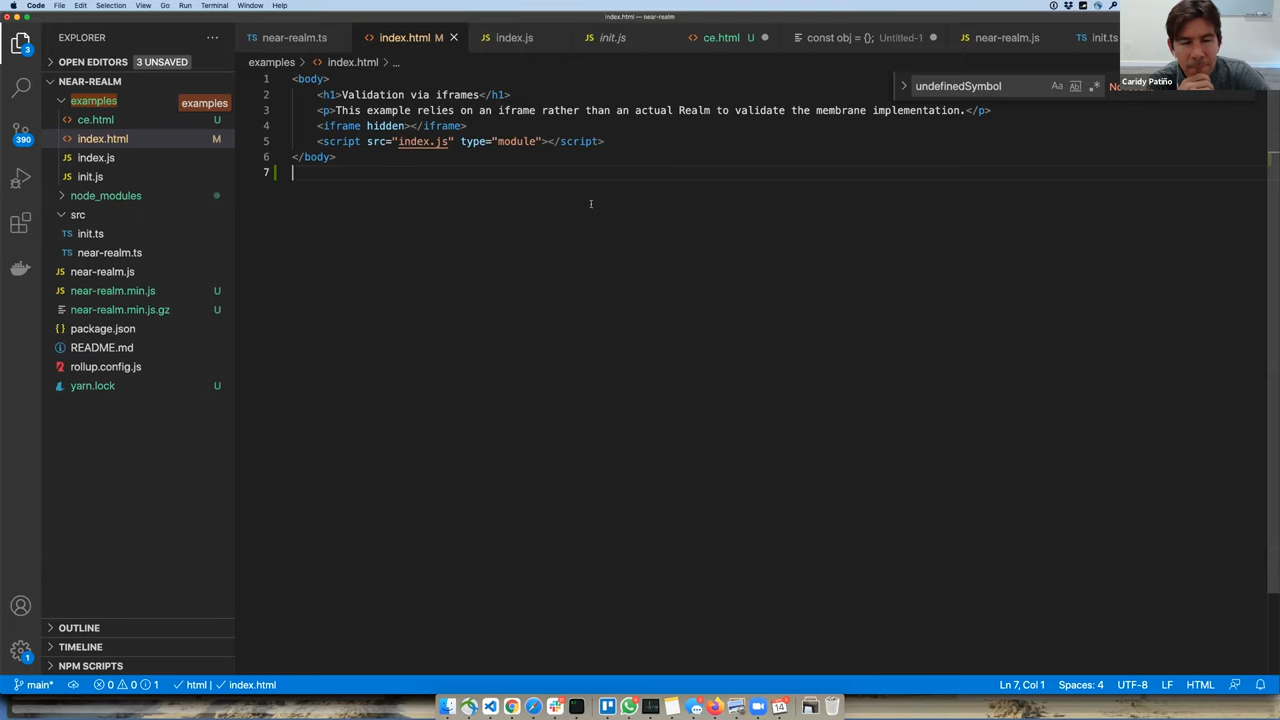 Code File Edit Selection View Go Run Terminal Window Help
index.html — near-realm
EXPLORER
OPEN EDITORS 3 UNSAVED
NEAR-REALM
examples
examples
ce.html U
index.html M
index.js
init.js
node_modules
src
TS init.ts
TS near-realm.ts
JS near-realm.js
JS near-realm.min.js U
near-realm.min.js.gz U
{ } package.json
README.md
rollup.config.js
yarn.lock U
OUTLINE
TIMELINE
NPM SCRIPTS
TS near-realm.ts
index.html M
JS index.js
JS init.js
ce.html U
const obj = {}; Untitled-1
JS near-realm.js
TS init.ts
examples > index.html > ...
undefinedSymbol Aa Abl .*
Caridy Patiño
1 <body>
2 <h1>Validation via iframes</h1>
3 <p>This example relies on an iframe rather than an actual Realm to validate the membrane implementation.</p>
4 <iframe hidden></iframe>
5 <script src="index.js" type="module"></script>
6 </body>
7
3
390
1
main* 0 0 1 html | index.html
Ln 7, Col 1 Spaces: 4 UTF-8 LF HTML
14